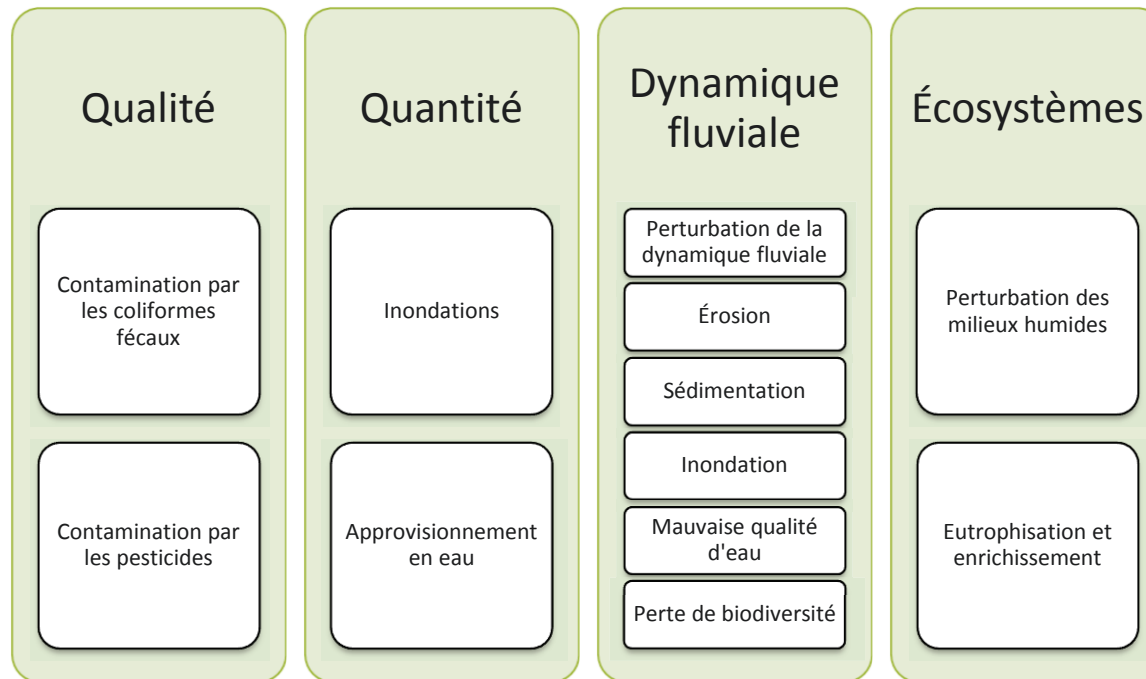 Qualité
Contamination par
les coliformes
fécaux
Contamination par
les pesticides
Quantité
Inondations
Approvisionnement
en eau
Dynamique
fluviale
Perturbation de la
dynamique fluviale
Érosion
Sédimentation
Inondation
Mauvaise qualité
d'eau
Perte de biodiversité
Écosystèmes
Perturbation des
milieux humides
Eutrophisation et
enrichissement